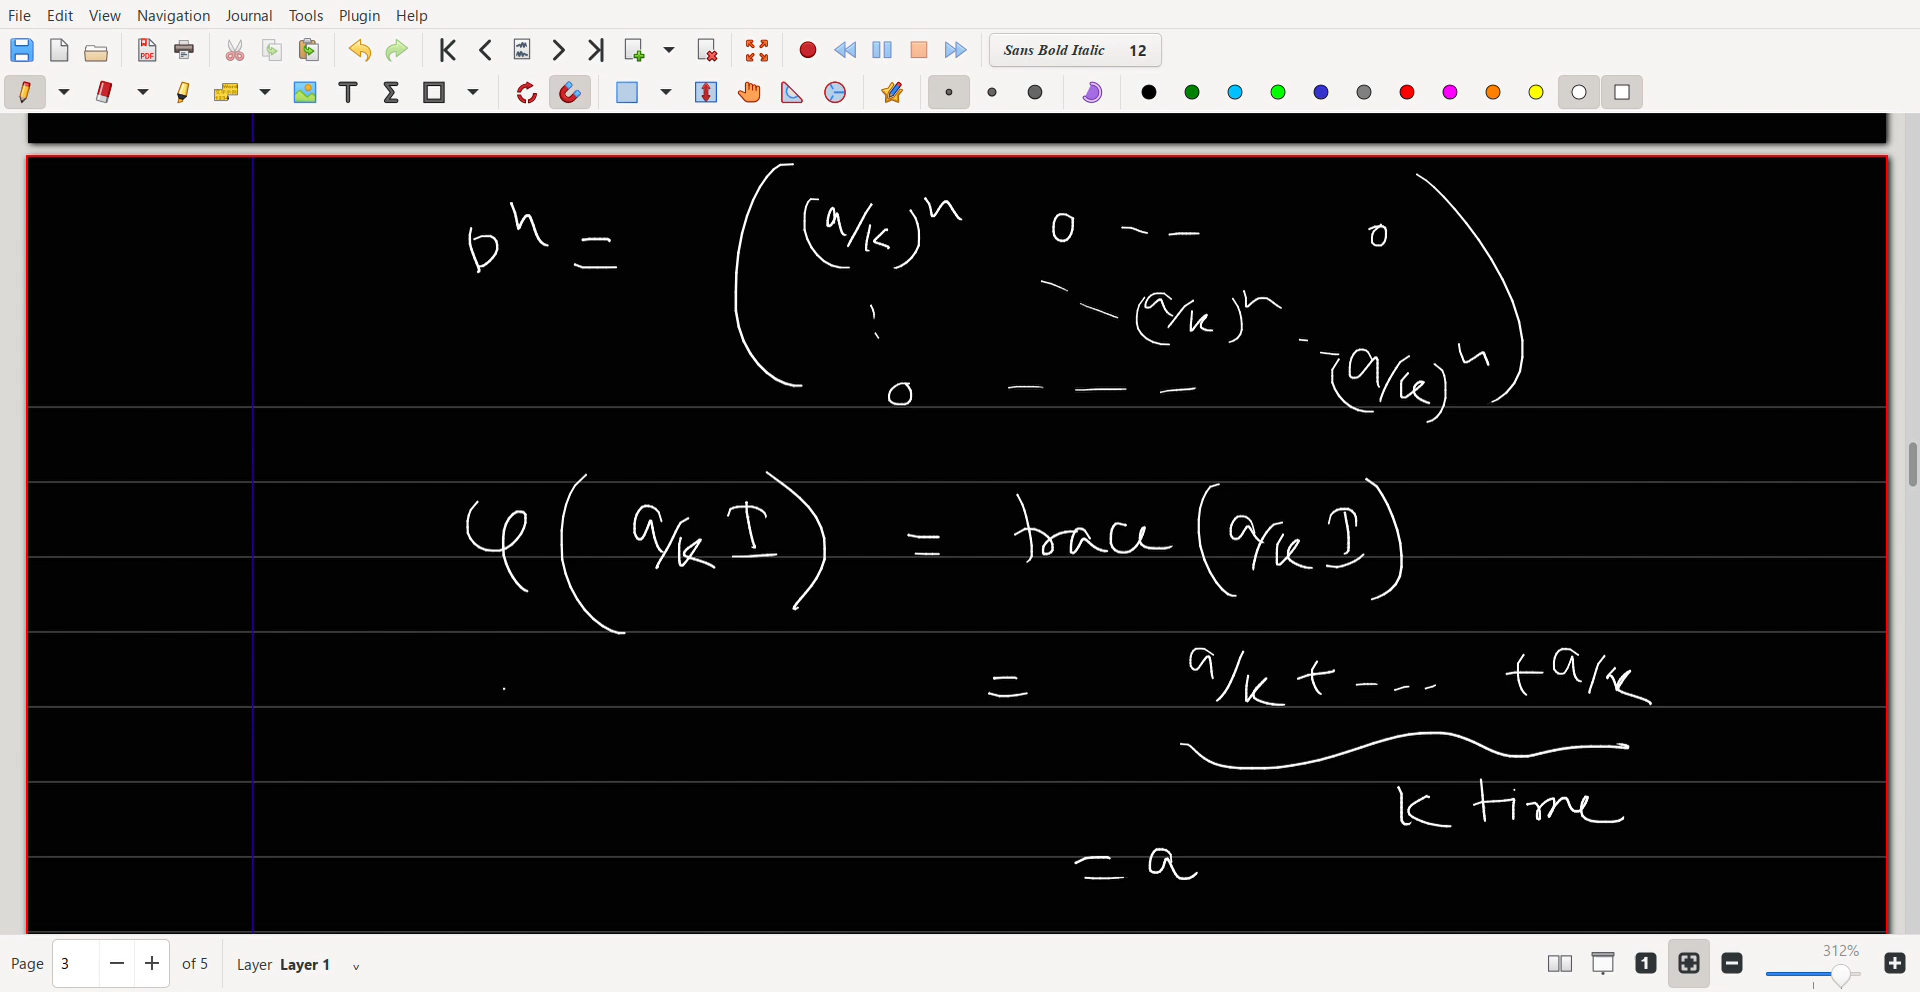 File Edit View Navigation Journal Tools Plugin Help
Sans Bold Italic 12
D^n = ( (a/k)^n 0 - - 0
⋮ - - (a/k)^n - -
0 - - - (a/k)^n )
φ(a/k I) = trace (a/k I)
= a/k + - - - + a/k
k time
= a
Page 3 of 5 Layer Layer 1 312%